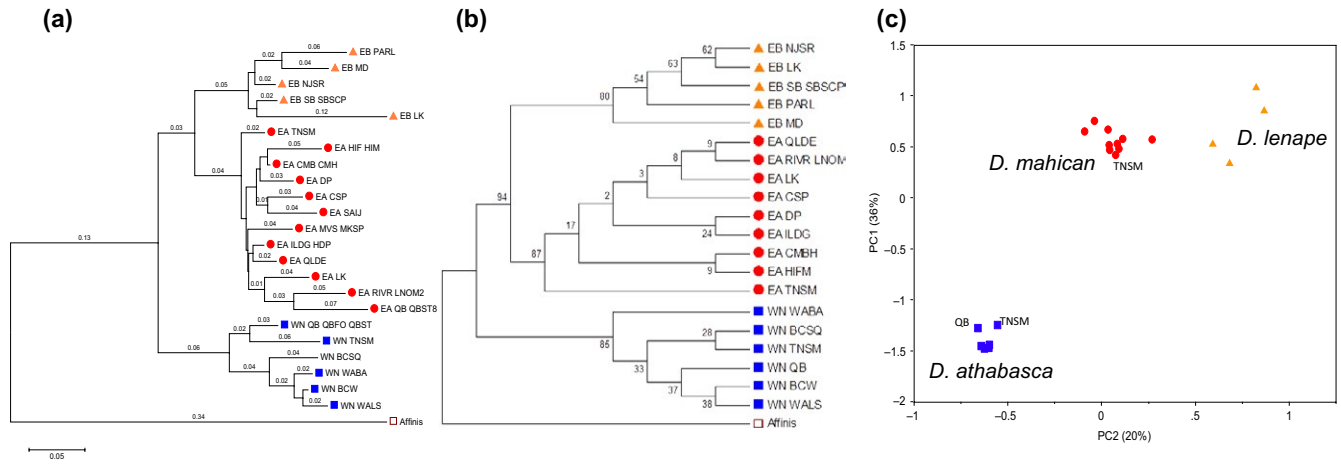 (a)
0.06
EB PARL
0.02
0.04
EB MD
0.05
0.02
EB NJSR
0.02
EB SB SBSCP
0.12
EB LK
0.03
0.02
EA TNSM
0.05
EA HIF HIM
EA CMB CMH
0.03
EA DP
0.03
EA CSP
0.01
0.04
EA SAIJ
0.04
EA MVS MKSP
0.13
EA ILDG HDP
0.02
EA QLDE
0.04
EA LK
0.01
0.05
EA RIVR LNOM2
0.03
0.07
EA QB QBST8
0.03
WN QB QBFO QBST
0.02
0.06
WN TNSM
0.06
0.04
WN BCSQ
0.04
0.02
WN WABA
0.02
WN BCW
0.02
WN WALS
0.34
Affinis
0.05
(b)
62
EB NJSR
63
EB LK
54
EB SB SBSCP
80
EB PARL
EB MD
94
9
EA QLDE
8
EA RIVR LNOM
3
EA LK
2
EA CSP
17
EA DP
24
EA ILDG
87
EA CMBH
9
EA HIFM
EA TNSM
WN WABA
85
28
WN BCSQ
WN TNSM
33
WN QB
37
WN BCW
38
WN WALS
Affinis
(c)
1.5
1
0.5
0
−0.5
−1
−1.5
−2
PC1 (36%)
D. lenape
D. mahican
TNSM
QB
TNSM
D. athabasca
−1
−0.5
0
.5
1
PC2 (20%)